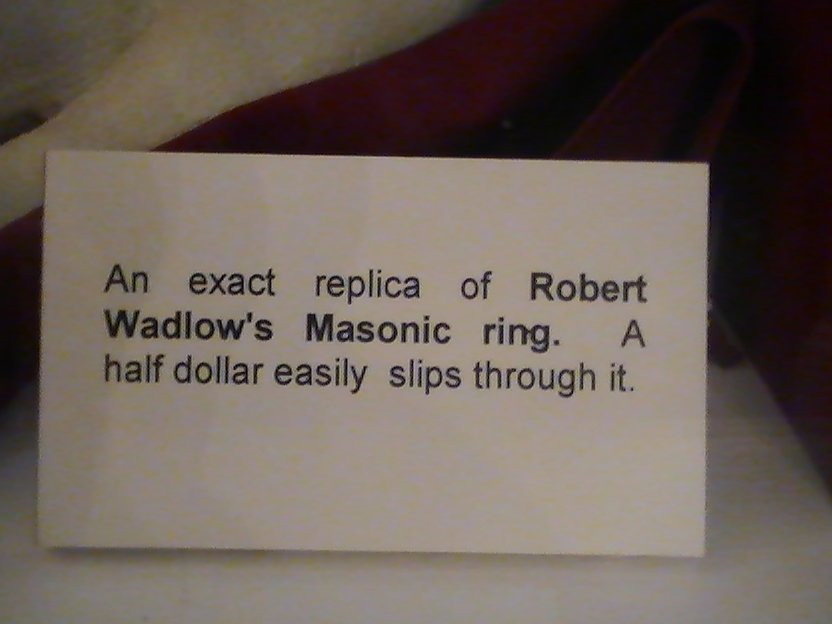 An exact replica of Robert
Wadlow's Masonic ring. A
half dollar easily slips through it.